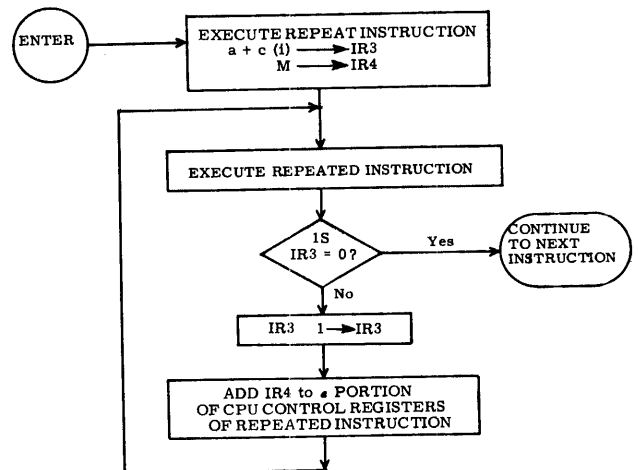 ENTER
EXECUTE REPEAT INSTRUCTION
a + c (i) → IR3
M → IR4
EXECUTE REPEATED INSTRUCTION
1S
IR3 = 0?
Yes
CONTINUE
TO NEXT
INSTRUCTION
No
IR3 1 → IR3
ADD IR4 to a PORTION
OF CPU CONTROL REGISTERS
OF REPEATED INSTRUCTION